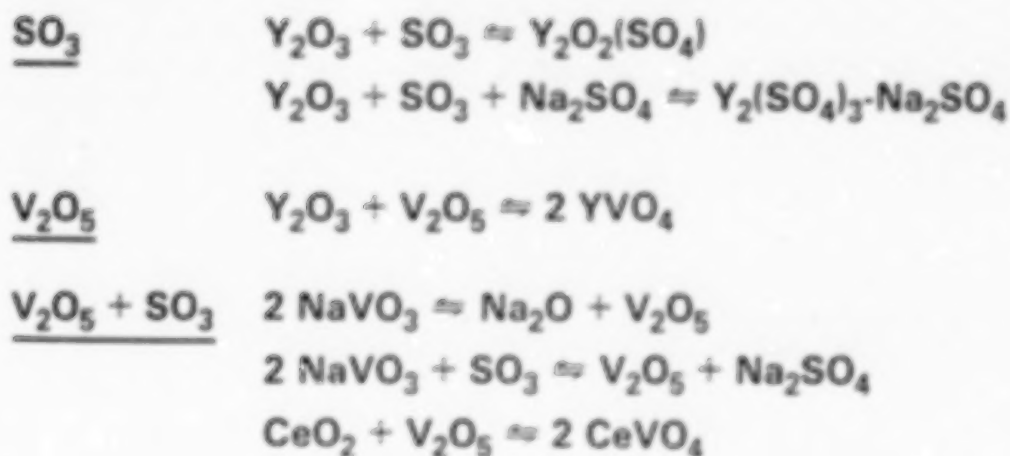 SO₃ Y₂O₃ + SO₃ ⇋ Y₂O₂(SO₄)
Y₂O₃ + SO₃ + Na₂SO₄ ⇋ Y₂(SO₄)₃·Na₂SO₄
V₂O₅ Y₂O₃ + V₂O₅ ⇋ 2 YVO₄
V₂O₅ + SO₃ 2 NaVO₃ ⇋ Na₂O + V₂O₅
2 NaVO₃ + SO₃ ⇋ V₂O₅ + Na₂SO₄
CeO₂ + V₂O₅ ⇋ 2 CeVO₄